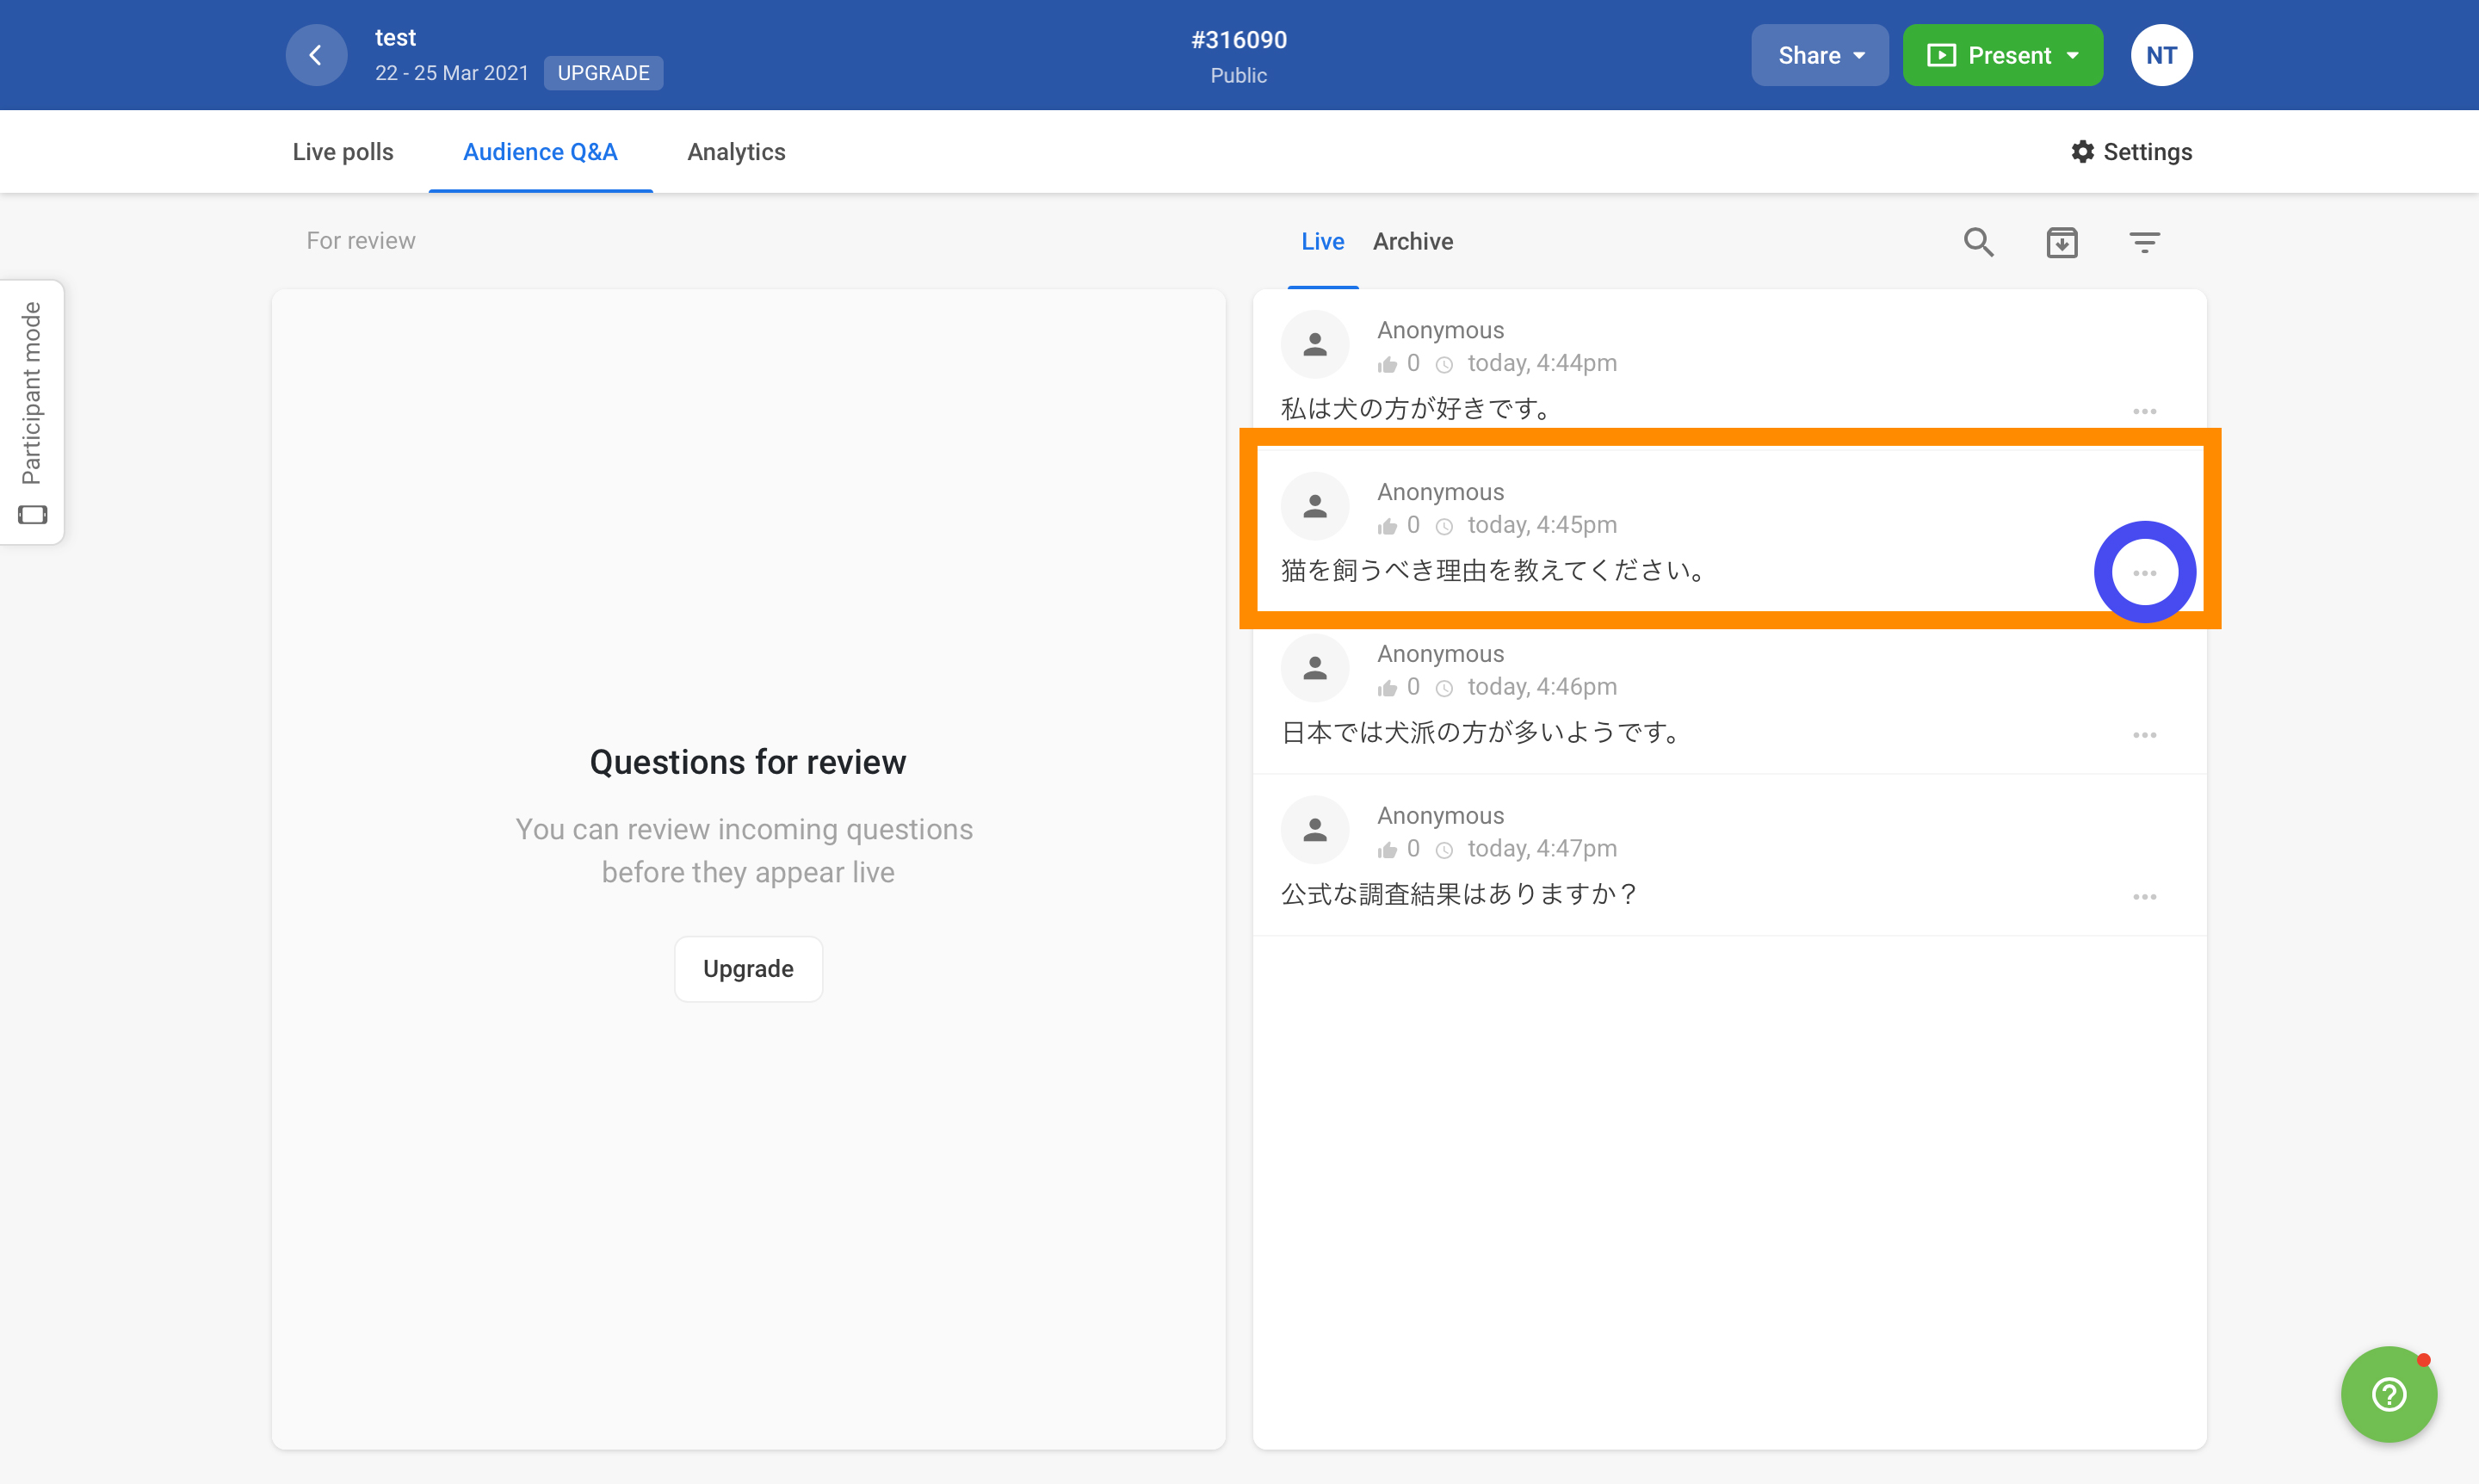 test
22 - 25 Mar 2021 UPGRADE
#316090
Public
Share
Present
NT
Live polls
Audience Q&A
Analytics
Settings
Participant mode
For review
Questions for review
You can review incoming questions
before they appear live
Upgrade
Live
Archive
Anonymous
0 today, 4:44pm
私は犬の方が好きです。
Anonymous
0 today, 4:45pm
猫を飼うべき理由を教えてください。
Anonymous
0 today, 4:46pm
日本では犬派の方が多いようです。
Anonymous
0 today, 4:47pm
公式な調査結果はありますか？